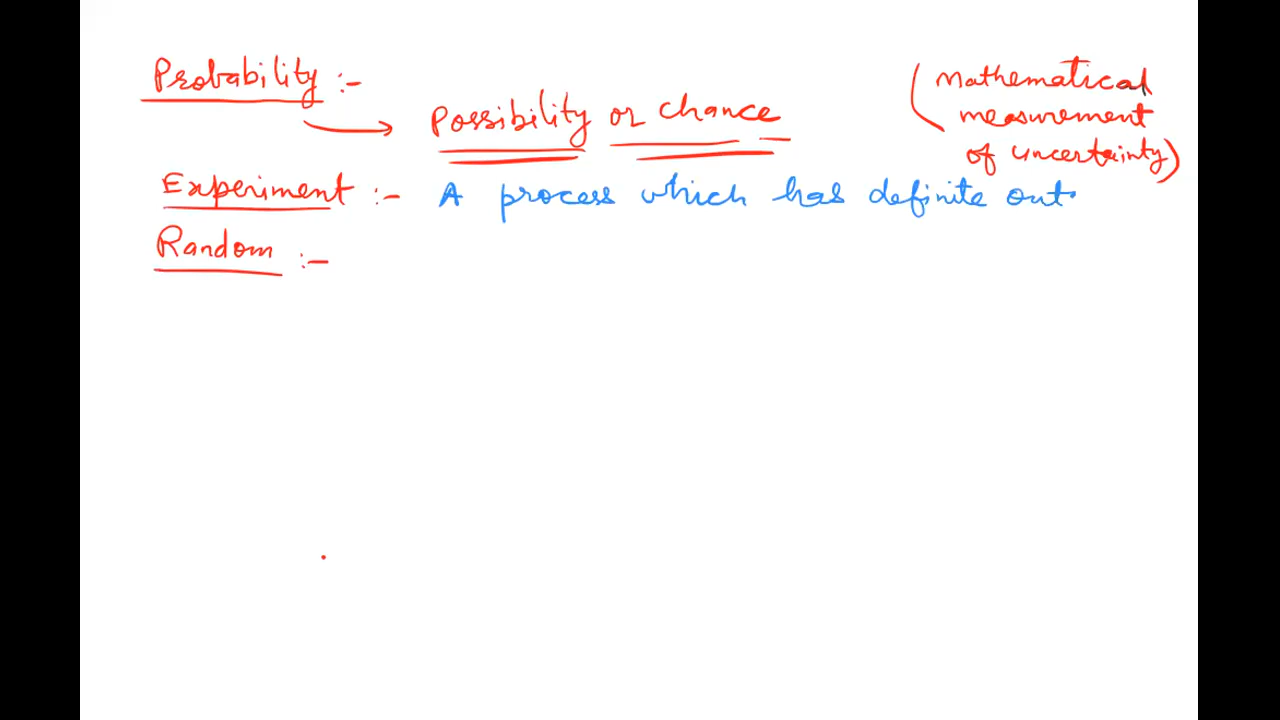 Probability :-
Possibility or chance
(Mathematical
measurement
of uncertainty)
Experiment :- A process which has definite out
Random :-